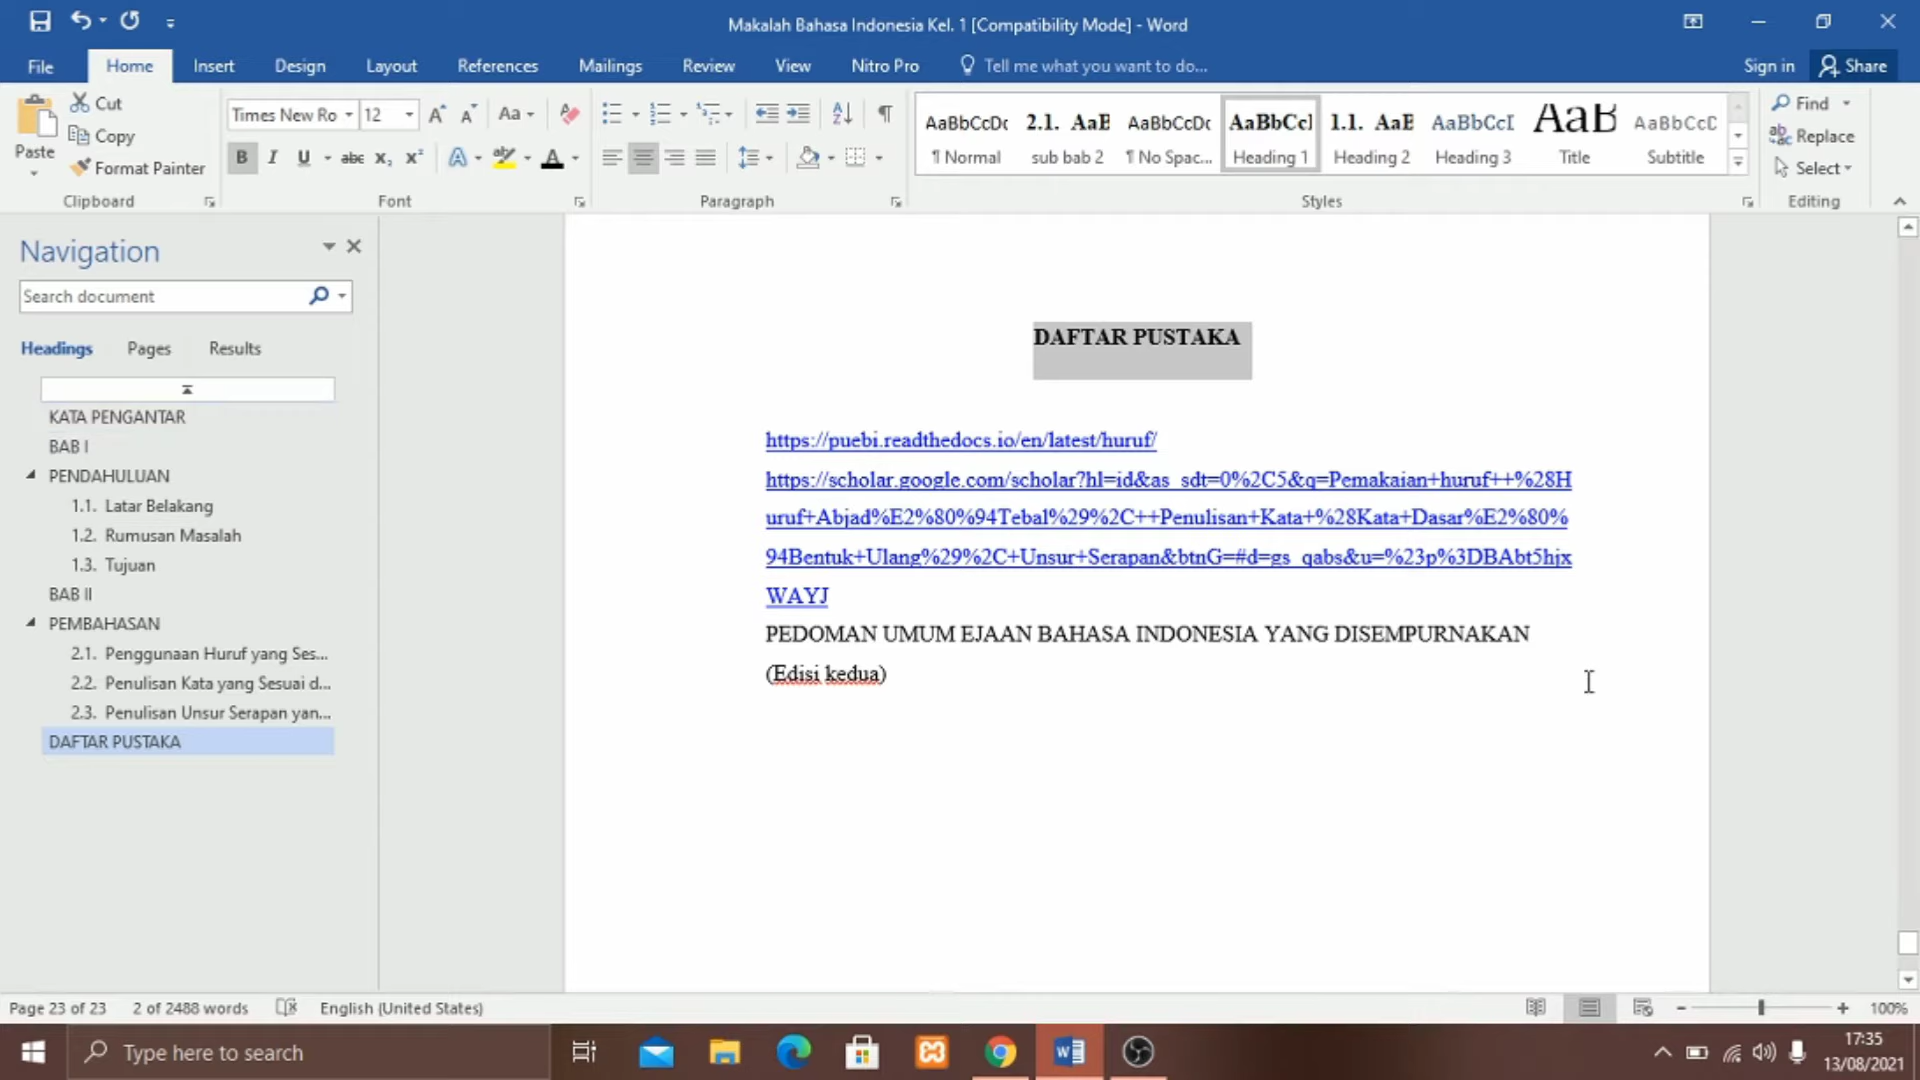 Makalah Bahasa Indonesia Kel. 1 [Compatibility Mode] - Word
File Home Insert Design Layout References Mailings Review View Nitro Pro Tell me what you want to do... Sign in Share
Paste
Cut
Copy
Format Painter
Clipboard
Times New Ro 12
Font
Paragraph
AaBbCcDc 2.1. AaB AaBbCcDc AaBbCcI 1.1. AaB AaBbCcI AaB AaBbCcC
¶ Normal sub bab 2 ¶ No Spac... Heading 1 Heading 2 Heading 3 Title Subtitle
Styles
Find
Replace
Select
Editing
Navigation
Search document
Headings Pages Results
KATA PENGANTAR
BAB I
PENDAHULUAN
1.1. Latar Belakang
1.2. Rumusan Masalah
1.3. Tujuan
BAB II
PEMBAHASAN
2.1. Penggunaan Huruf yang Ses...
2.2. Penulisan Kata yang Sesuai d...
2.3. Penulisan Unsur Serapan yan...
DAFTAR PUSTAKA
DAFTAR PUSTAKA
https://puebi.readthedocs.io/en/latest/huruf/
https://scholar.google.com/scholar?hl=id&as_sdt=0%2C5&q=Pemakaian+huruf++%28H
uruf+Abjad%E2%80%94Tebal%29%2C++Penulisan+Kata+%28Kata+Dasar%E2%80%
94Bentuk+Ulang%29%2C+Unsur+Serapan&btnG=#d=gs_qabs&u=%23p%3DBAbt5hjx
WAYJ
PEDOMAN UMUM EJAAN BAHASA INDONESIA YANG DISEMPURNAKAN
(Edisi kedua)
Page 23 of 23 2 of 2488 words English (United States) 100%
Type here to search
17:35
13/08/2021